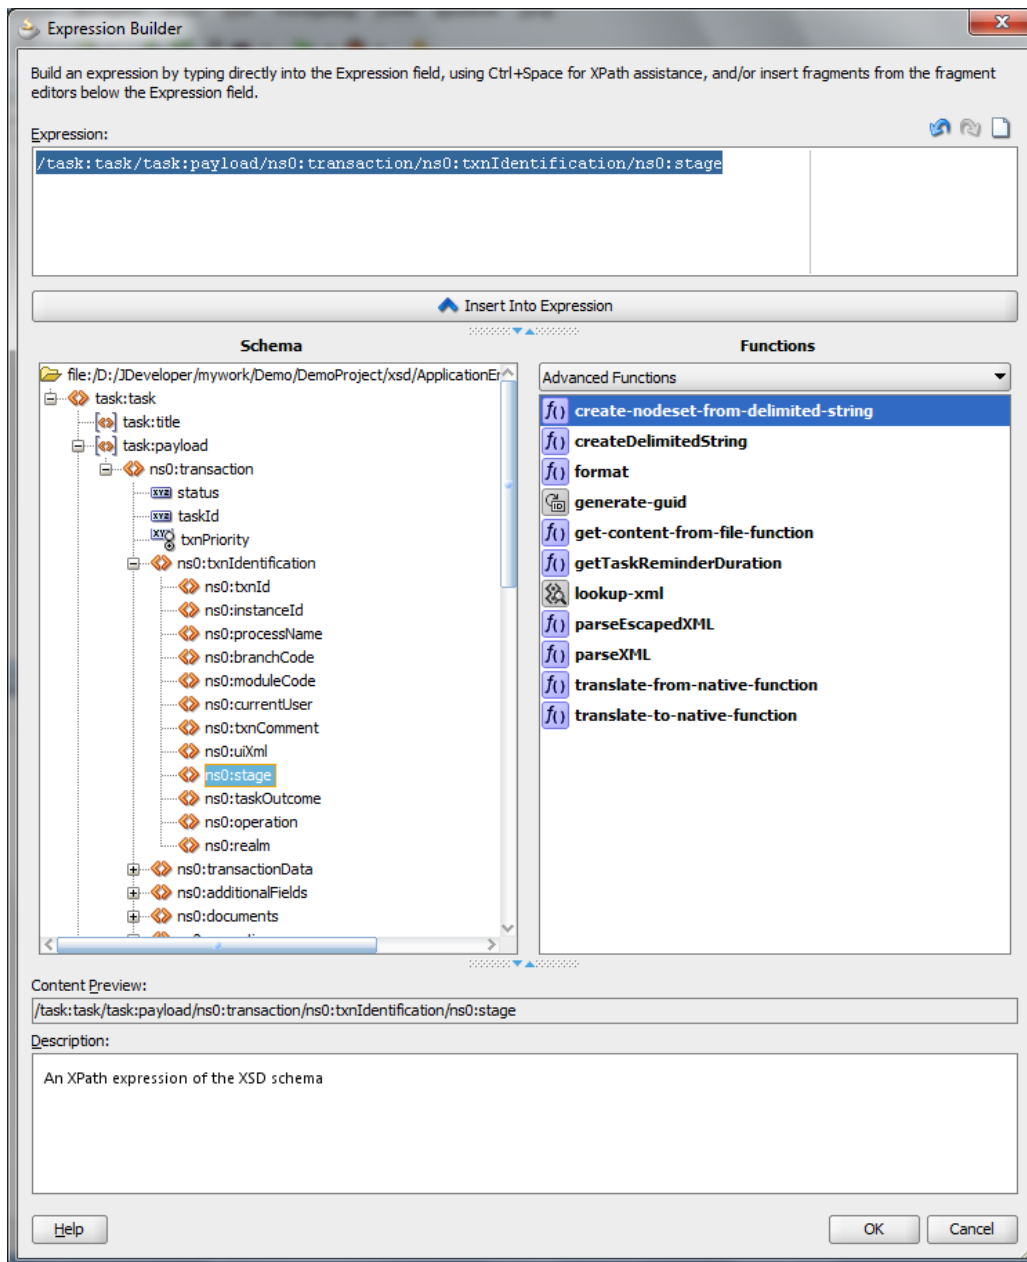 Expression Builder
Build an expression by typing directly into the Expression field, using Ctrl+Space for XPath assistance, and/or insert fragments from the fragment
editors below the Expression field.
Expression:
/task:task/task:payload/ns0:transaction/ns0:txnIdentification/ns0:stage
Insert Into Expression
Schema
file:/D:/JDeveloper/mywork/Demo/DemoProject/xsd/ApplicationEr
task:task
task:title
task:payload
ns0:transaction
status
taskId
txnPriority
ns0:txnIdentification
ns0:txnId
ns0:instanceId
ns0:processName
ns0:branchCode
ns0:moduleCode
ns0:currentUser
ns0:txnComment
ns0:uiXml
ns0:stage
ns0:taskOutcome
ns0:operation
ns0:realm
ns0:transactionData
ns0:additionalFields
ns0:documents
Functions
Advanced Functions
create-nodeset-from-delimited-string
createDelimitedString
format
generate-guid
get-content-from-file-function
getTaskReminderDuration
lookup-xml
parseEscapedXML
parseXML
translate-from-native-function
translate-to-native-function
Content Preview:
/task:task/task:payload/ns0:transaction/ns0:txnIdentification/ns0:stage
Description:
An XPath expression of the XSD schema
Help
OK
Cancel